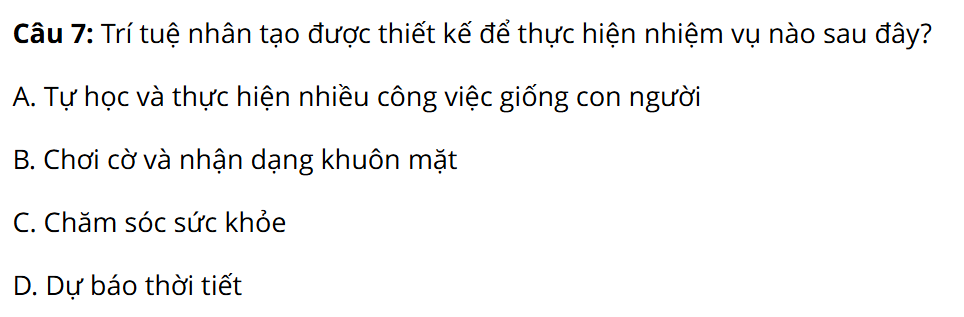 Câu 7: Trí tuệ nhân tạo được thiết kế để thực hiện nhiệm vụ nào sau đây?
A. Tự học và thực hiện nhiều công việc giống con người
B. Chơi cờ và nhận dạng khuôn mặt
C. Chăm sóc sức khỏe
D. Dự báo thời tiết